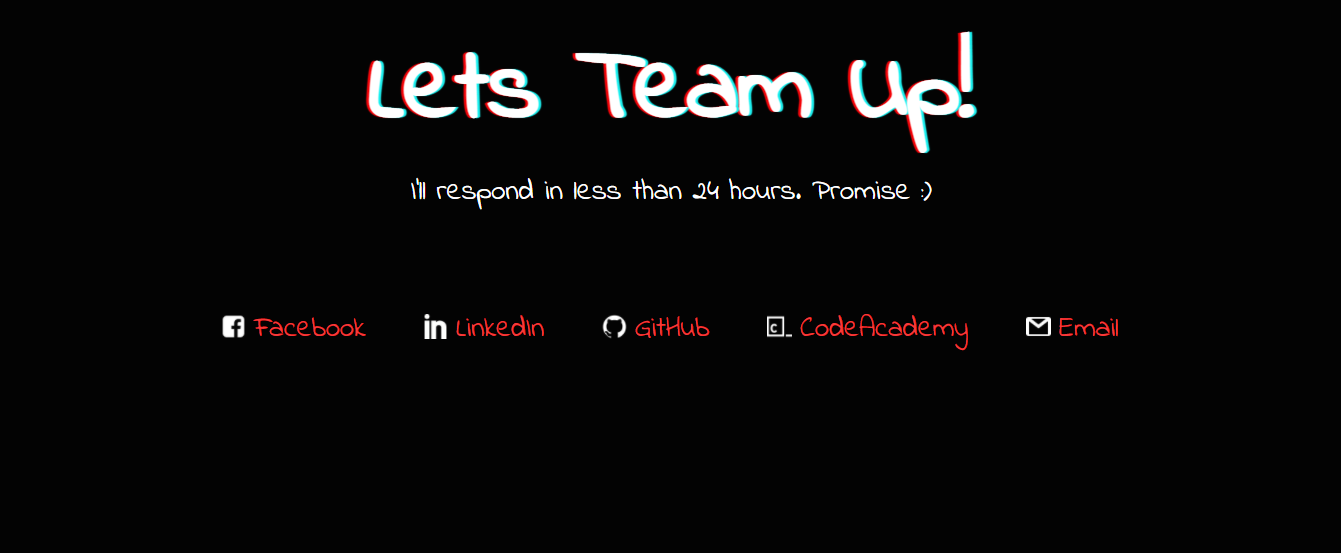 Lets Team Up!
I'll respond in less than 24 hours. Promise :)
Facebook LinkedIn GitHub CodeAcademy Email